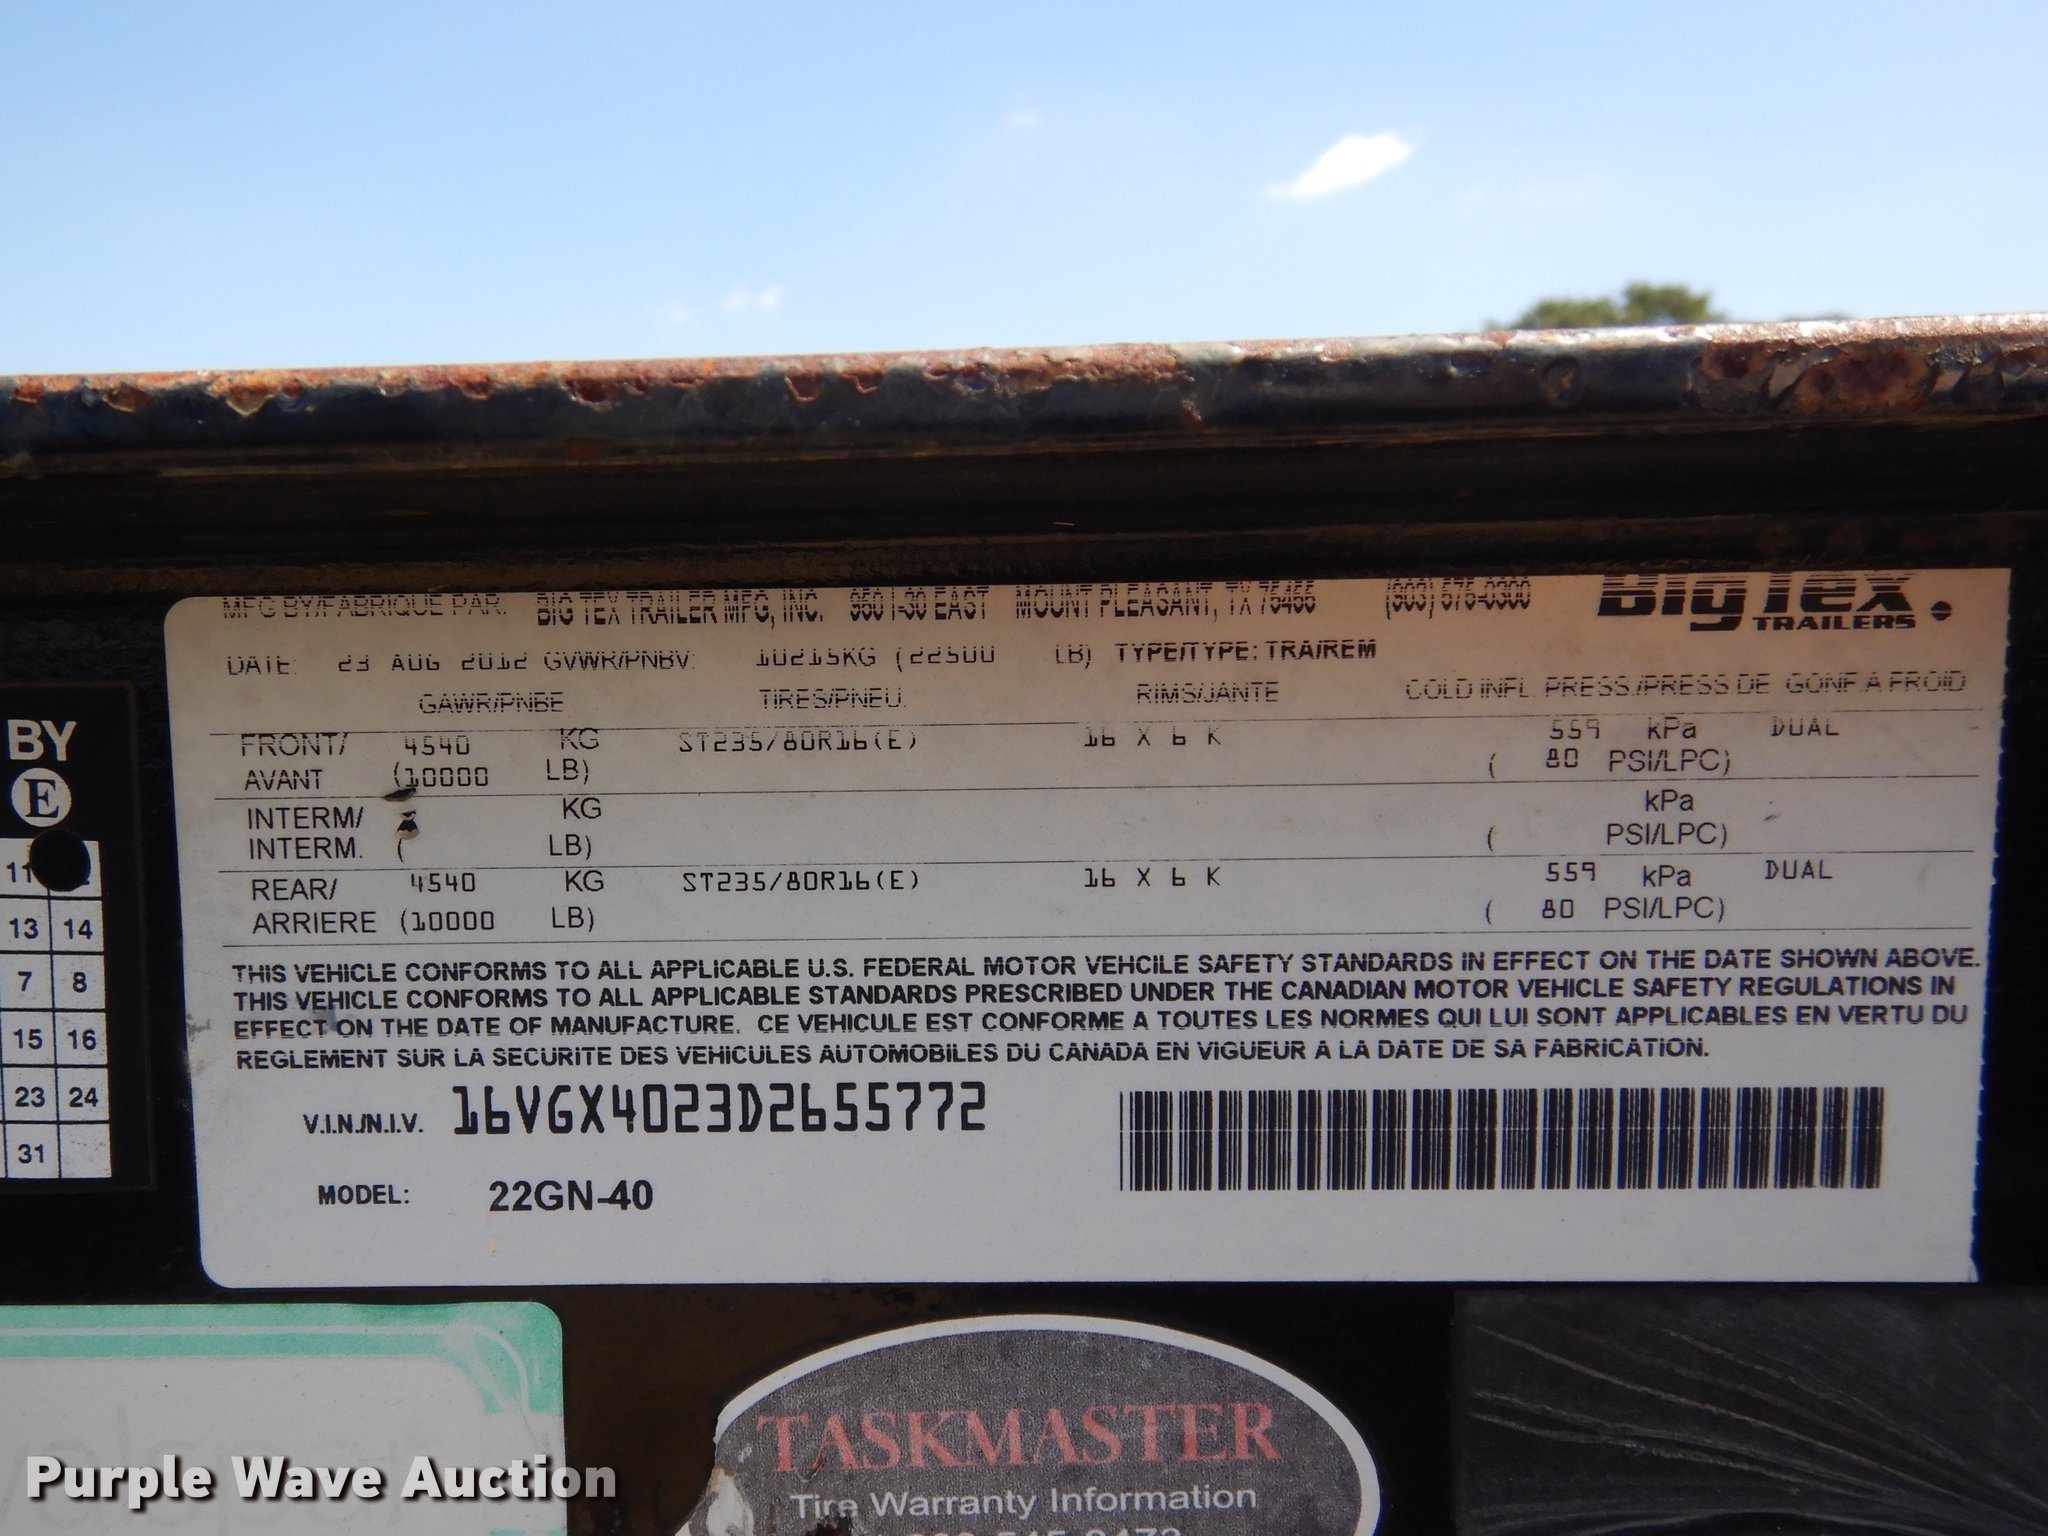 MFG BY/FABRIQUE PAR. BIG TEX TRAILER MFG, INC. 950 I-30 EAST MOUNT PLEASANT, TX 75455 (903) 575-0300 Big Tex
TRAILERS
DATE: 23 AUG 2012 GVWR/PNBV: 10215KG (22500 LB) TYPE/TYPE: TRA/REM
GAWR/PNBE TIRES/PNEU. RIMS/JANTE COLD INFL. PRESS./PRESS DE GONF. A FROID
FRONT/ 4540 KG ST235/80R16(E) 16 X 6 K 559 kPa DUAL
AVANT (10000 LB) ( 80 PSI/LPC)
INTERM/ KG kPa
INTERM. ( LB) ( PSI/LPC)
REAR/ 4540 KG ST235/80R16(E) 16 X 6 K 559 kPa DUAL
ARRIERE (10000 LB) ( 80 PSI/LPC)
THIS VEHICLE CONFORMS TO ALL APPLICABLE U.S. FEDERAL MOTOR VEHCILE SAFETY STANDARDS IN EFFECT ON THE DATE SHOWN ABOVE.
THIS VEHICLE CONFORMS TO ALL APPLICABLE STANDARDS PRESCRIBED UNDER THE CANADIAN MOTOR VEHICLE SAFETY REGULATIONS IN
EFFECT ON THE DATE OF MANUFACTURE. CE VEHICULE EST CONFORME A TOUTES LES NORMES QUI LUI SONT APPLICABLES EN VERTU DU
REGLEMENT SUR LA SECURITE DES VEHICULES AUTOMOBILES DU CANADA EN VIGUEUR A LA DATE DE SA FABRICATION.
V.I.N./N.I.V. 16VGX4023D2655772
MODEL: 22GN-40
BY
E
11
13 14
7 8
15 16
23 24
31
TASKMASTER
Tire Warranty Information
Purple Wave Auction